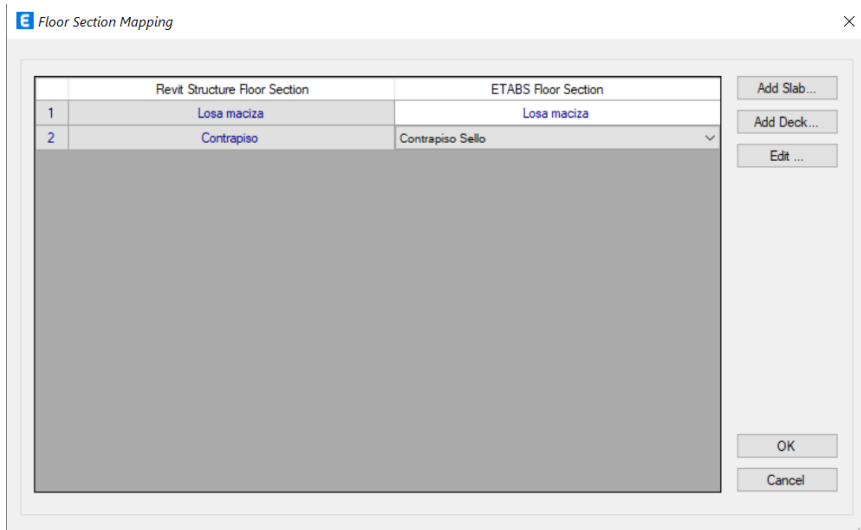 E Floor Section Mapping
Revit Structure Floor Section ETABS Floor Section Add Slab...
1 Losa maciza Losa maciza Add Deck...
2 Contrapiso Contrapiso Sello Edit ...
OK
Cancel